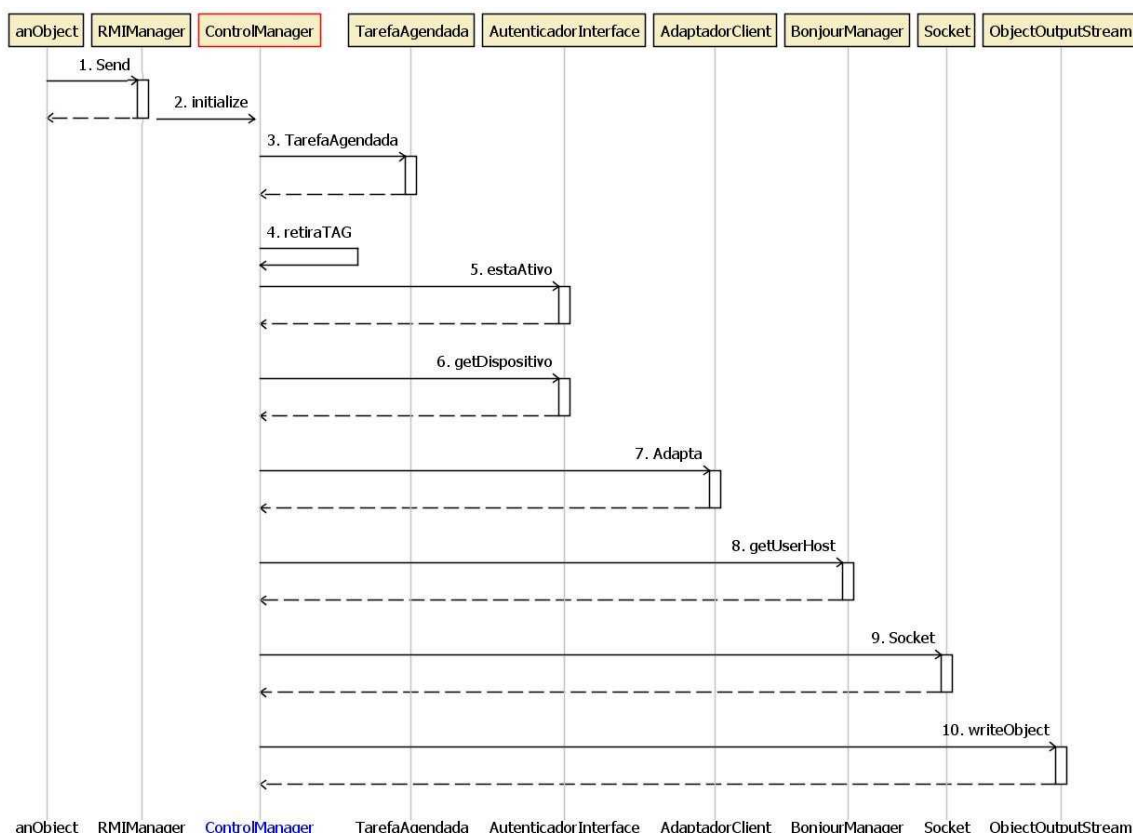 anObject RMIManager ControlManager TarefaAgendada AutenticadorInterface AdaptadorClient BonjourManager Socket ObjectOutputStream
1. Send
2. initialize
3. TarefaAgendada
4. retiraTAG
5. estaAtivo
6. getDispositivo
7. Adapta
8. getUserHost
9. Socket
10. writeObject
anObject RMIManager ControlManager TarefaAgendada AutenticadorInterface AdaptadorClient BonjourManager Socket ObjectOutputStream